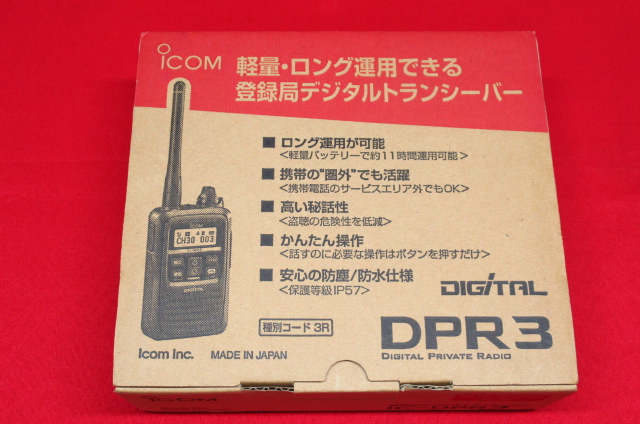 ICOM
軽量・ロング運用できる
登録局デジタルトランシーバー
■ ロング運用が可能
<軽量バッテリーで約11時間運用可能>
■ 携帯の"圏外"でも活躍
<携帯電話のサービスエリア外でもOK>
■ 高い秘話性
<盗聴の危険性を低減>
■ かんたん操作
<話すのに必要な操作はボタンを押すだけ>
■ 安心の防塵/防水仕様
<保護等級IP57>
CH30 003
DIGITAL
DIGITAL
種別コード 3R
DPR3
DIGITAL PRIVATE RADIO
Icom Inc. MADE IN JAPAN
ICOM